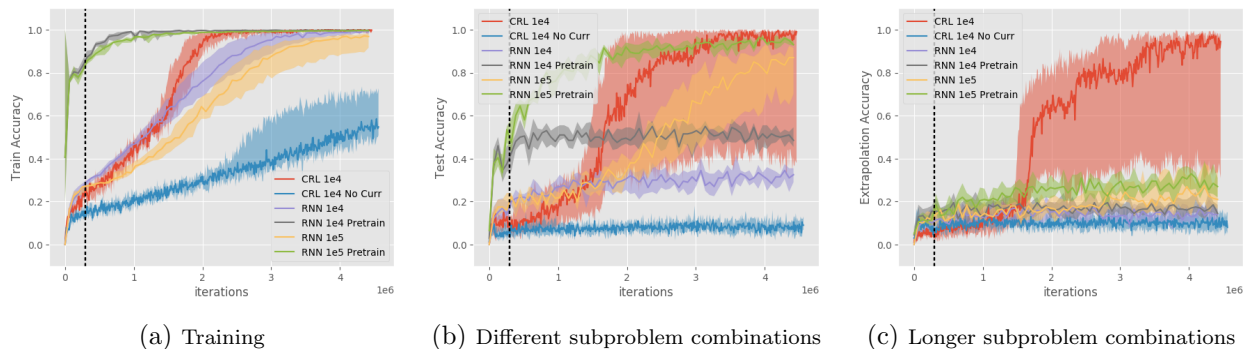 Train Accuracy
1.0
0.8
0.6
0.4
0.2
0.0
CRL 1e4
CRL 1e4 No Curr
RNN 1e4
RNN 1e4 Pretrain
RNN 1e5
RNN 1e5 Pretrain
0 1 2 3 4
1e6
iterations
(a) Training
Test Accuracy
1.0
0.8
0.6
0.4
0.2
0.0
CRL 1e4
CRL 1e4 No Curr
RNN 1e4
RNN 1e4 Pretrain
RNN 1e5
RNN 1e5 Pretrain
0 1 2 3 4
1e6
iterations
(b) Different subproblem combinations
Extrapolation Accuracy
1.0
0.8
0.6
0.4
0.2
0.0
CRL 1e4
CRL 1e4 No Curr
RNN 1e4
RNN 1e4 Pretrain
RNN 1e5
RNN 1e5 Pretrain
0 1 2 3 4
1e6
iterations
(c) Longer subproblem combinations